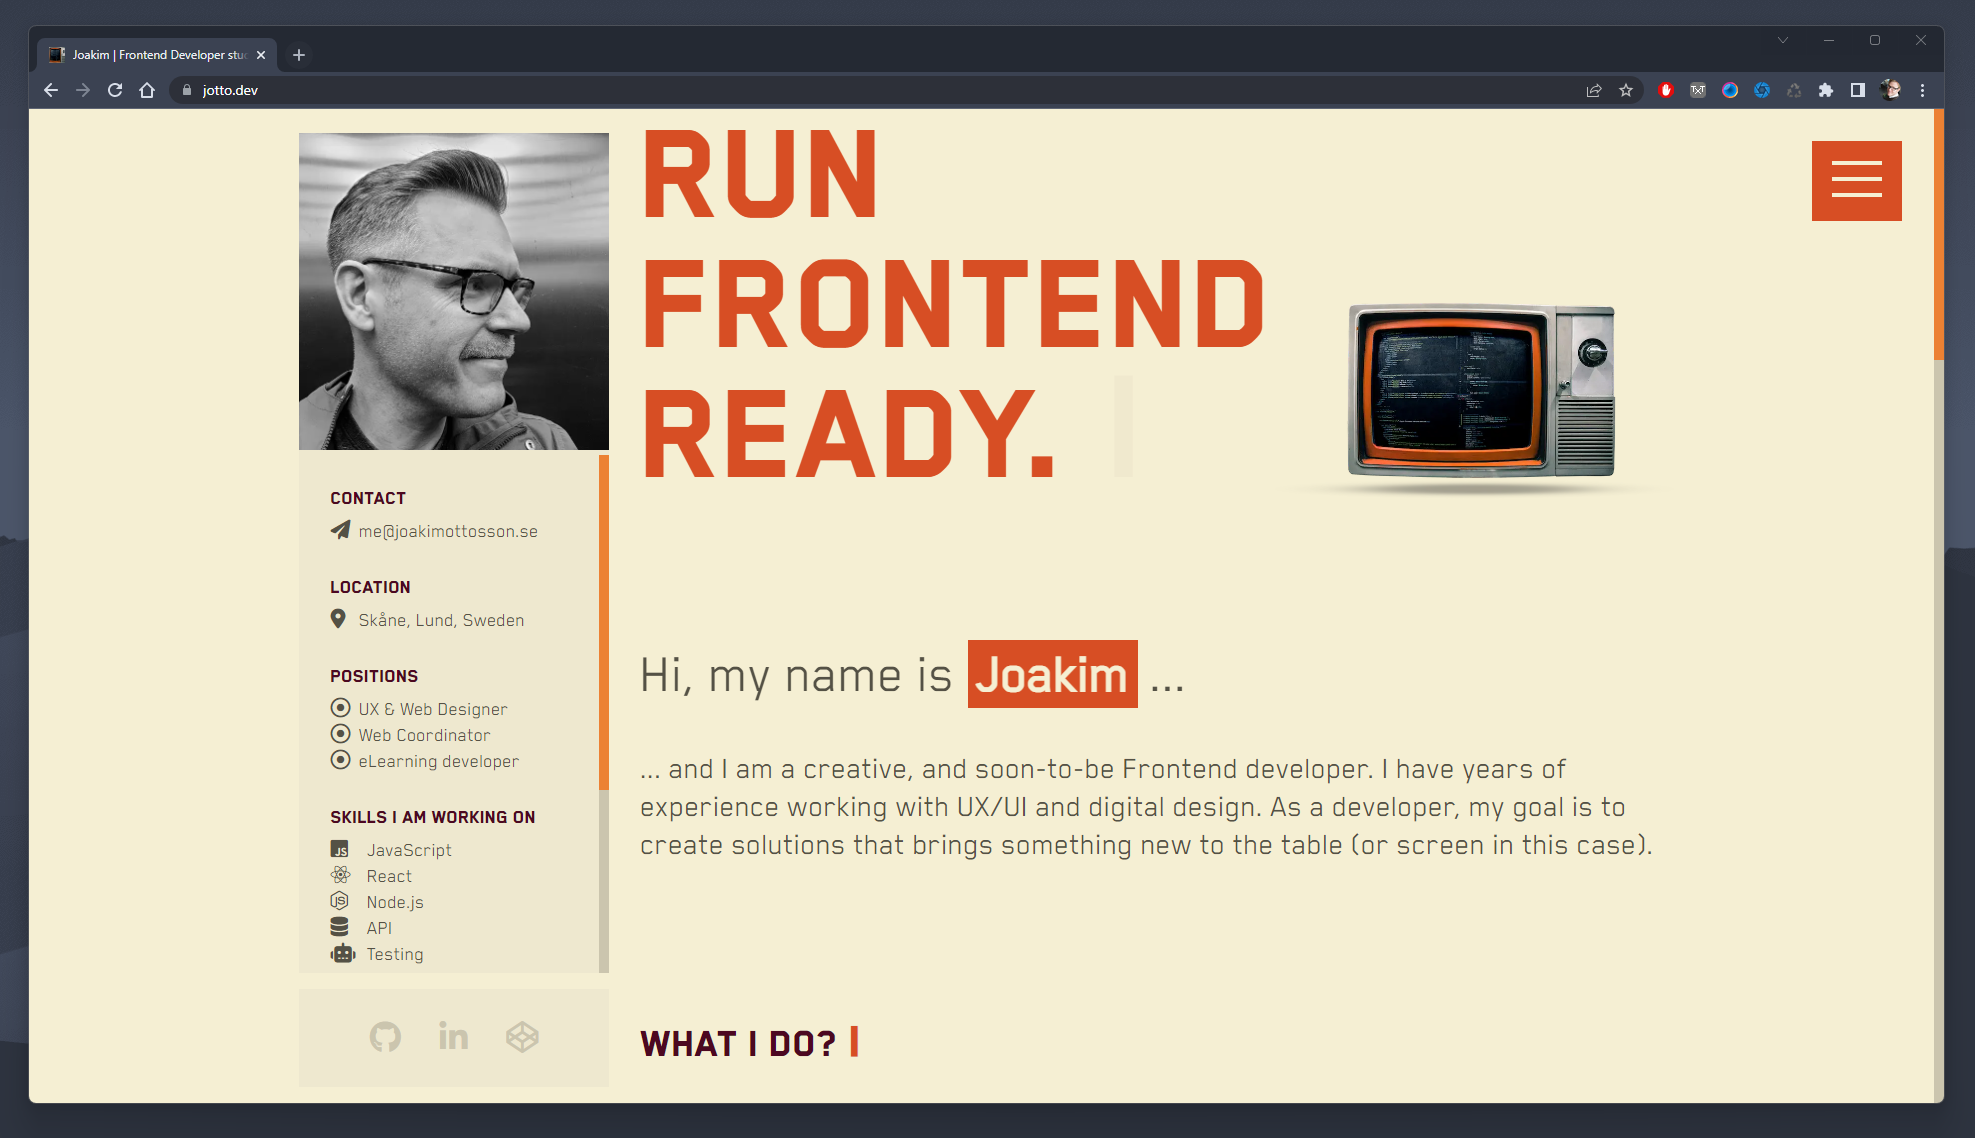 Joakim | Frontend Developer stu
jotto.dev
TXT
RUN
FRONTEND
READY.
CONTACT
me@joakimottosson.se
LOCATION
Skåne, Lund, Sweden
POSITIONS
UX & Web Designer
Web Coordinator
eLearning developer
SKILLS I AM WORKING ON
JS JavaScript
React
JS Node.js
API
Testing
in
Hi, my name is Joakim ...
... and I am a creative, and soon-to-be Frontend developer. I have years of
experience working with UX/UI and digital design. As a developer, my goal is to
create solutions that brings something new to the table (or screen in this case).
WHAT I DO?